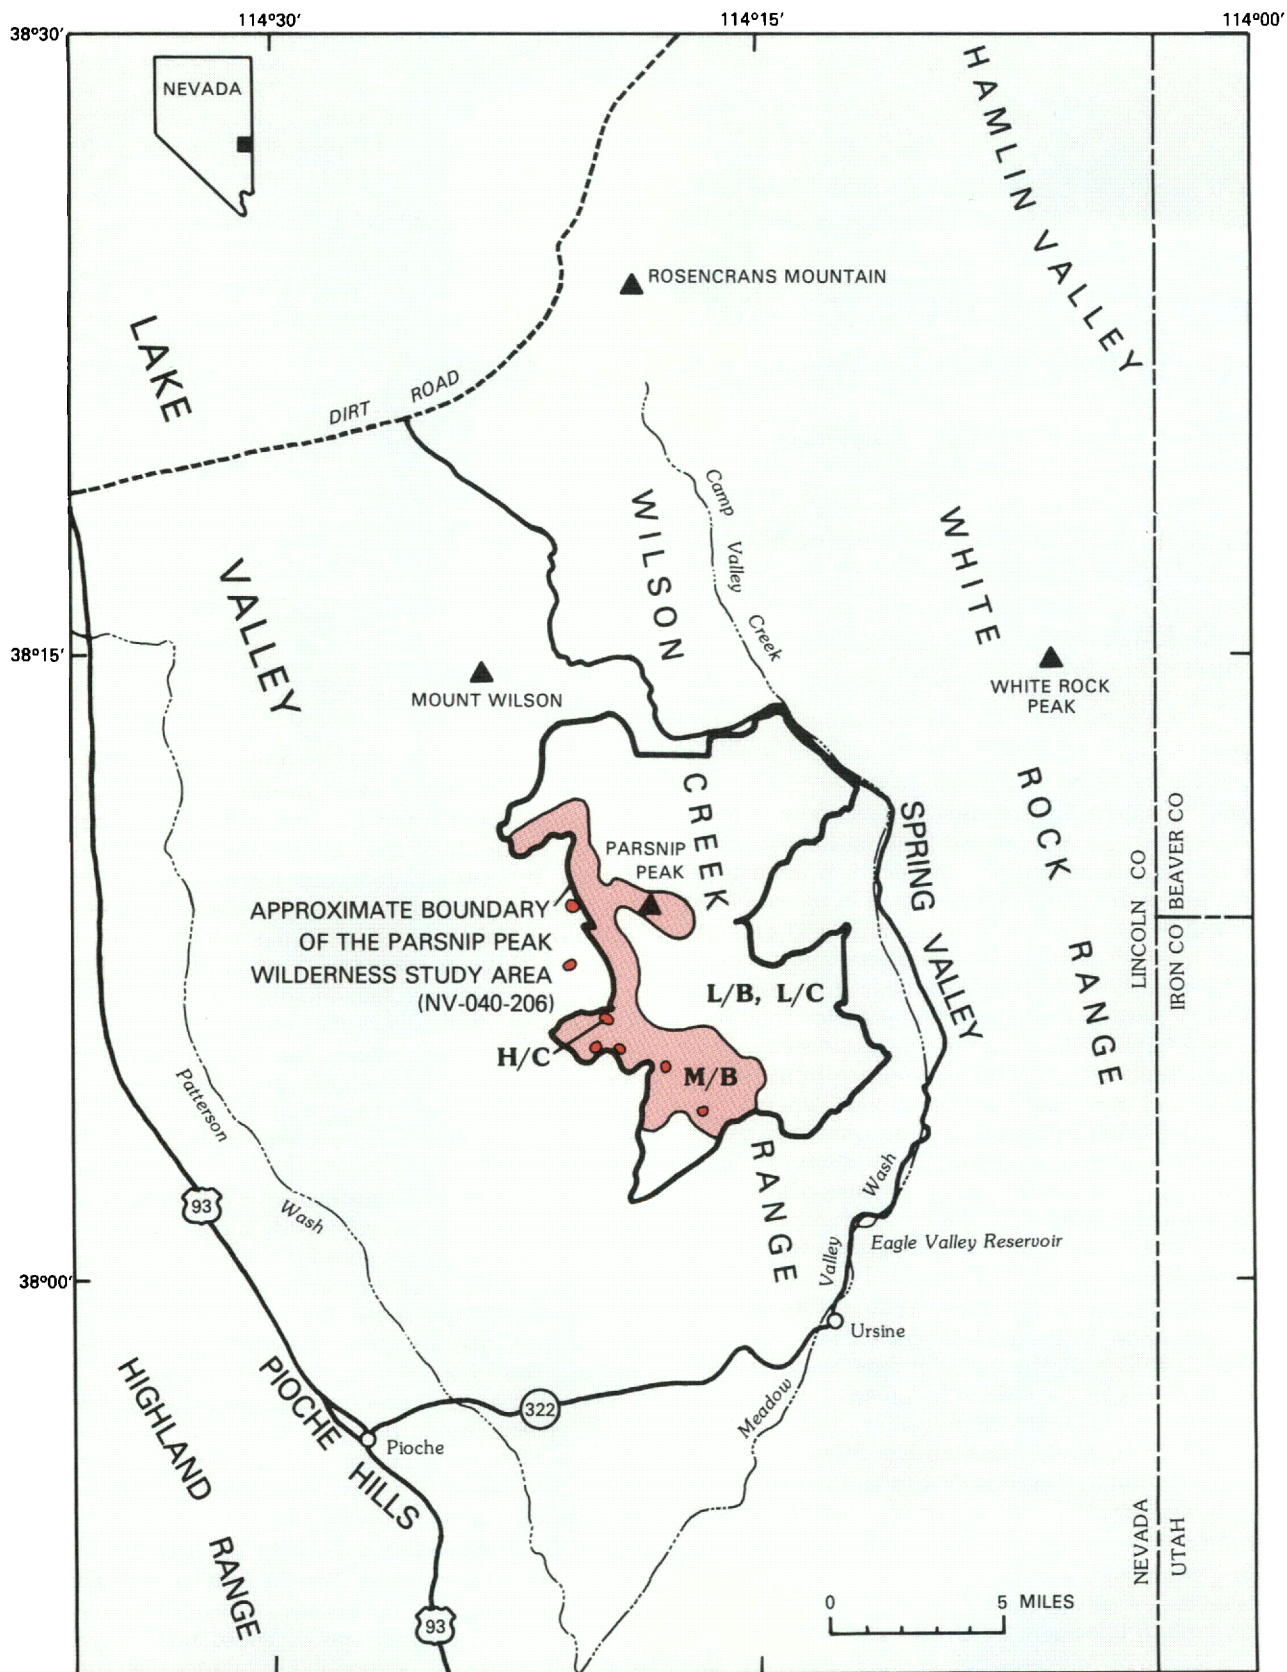 114°30′
114°15′
114°00′
38°30′
NEVADA
HAMLIN VALLEY
ROSENCRANS MOUNTAIN
LAKE
VALLEY
DIRT ROAD
Camp Valley Creek
WILSON
CREEK
RANGE
WHITE
ROCK
RANGE
38°15′
MOUNT WILSON
WHITE ROCK
PEAK
SPRING VALLEY
PARSNIP
PEAK
APPROXIMATE BOUNDARY
OF THE PARSNIP PEAK
WILDERNESS STUDY AREA
(NV-040-206)
LINCOLN CO
IRON CO
BEAVER CO
L/B, L/C
H/C
M/B
Patterson
Wash
93
Wash
Valley
Meadow
Eagle Valley Reservoir
38°00′
Ursine
PIOCHE
HILLS
HIGHLAND
RANGE
322
Pioche
NEVADA
UTAH
93
0 5 MILES